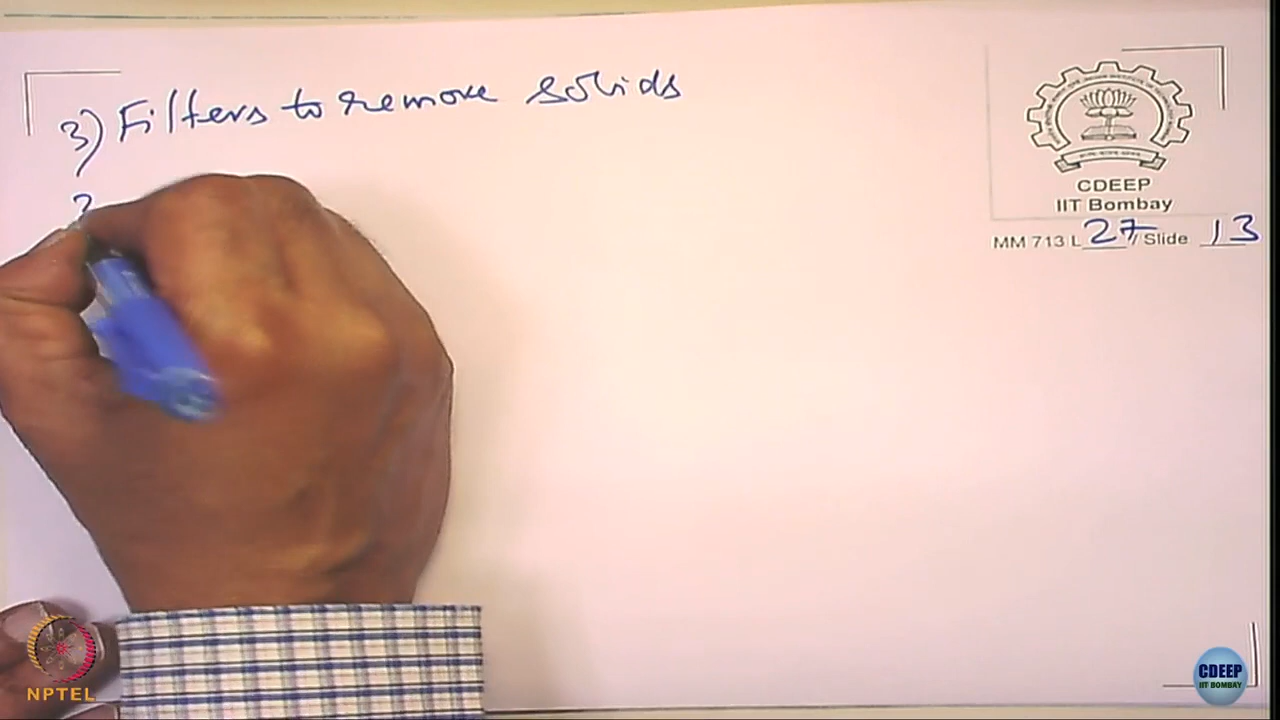 3) Filters to remove solids
CDEEP
IIT Bombay
MM 713 L 27 / Slide 13
NPTEL
CDEEP
IIT BOMBAY